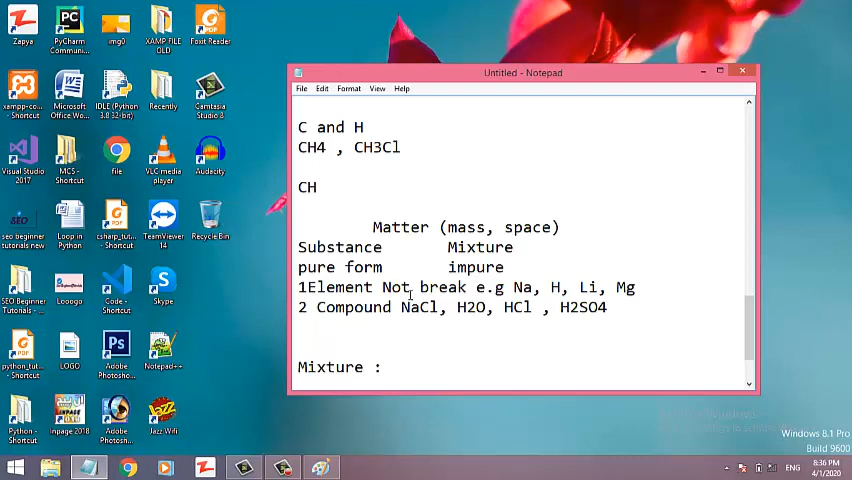 Zapya
PyCharm Communi...
img0
XAMP FILE OLD
Foxit Reader
xampp-co... - Shortcut
Microsoft Office Wo...
IDLE (Python 3.8 32-bit)
Recently
Camtasia Studio 8
Visual Studio 2017
MCS - Shortcut
file
VLC media player
Audacity
seo beginner tutorials new
Loop in Python
csharp_tut... - Shortcut
TeamViewer 14
Recycle Bin
SEO Beginner Tutorials
Looogo
Code - Shortcut
Skype
python_tut...
LOGO
Adobe Photosho...
Notepad++
Python - Shortcut
Inpage 2018
Adobe Photosh...
Jazz Wifi
Untitled - Notepad
File Edit Format View Help
C and H
CH4 , CH3Cl
CH
Matter (mass, space)
Substance Mixture
pure form impure
1Element Not break e.g Na, H, Li, Mg
2 Compound NaCl, H2O, HCl , H2SO4
Mixture :
Windows 8.1 Pro
Build 9600
ENG
8:36 PM
4/1/2020